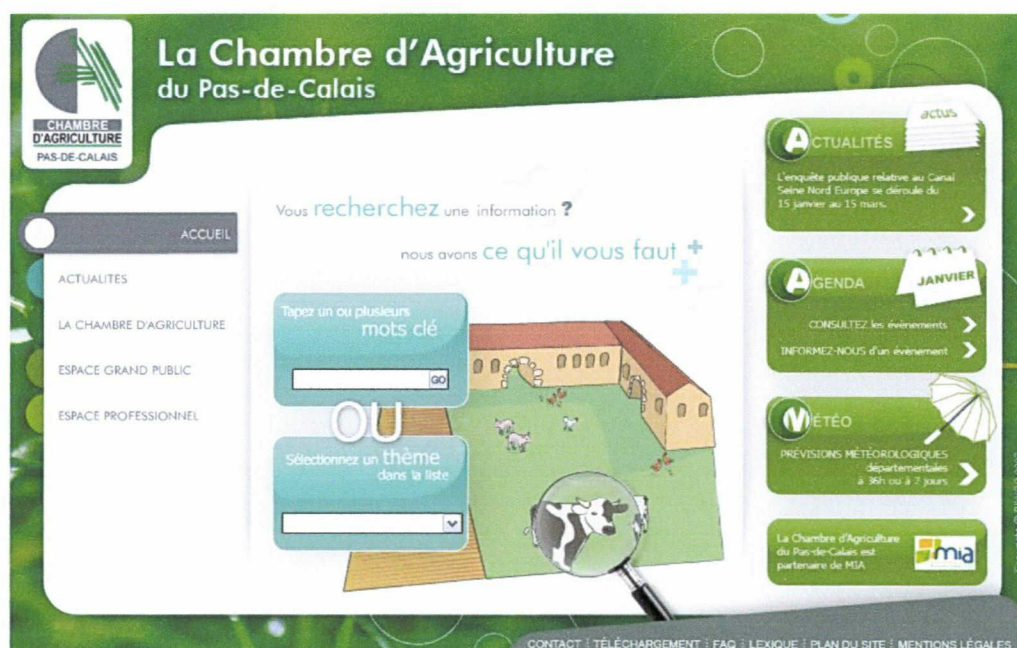 La Chambre d'Agriculture
du Pas-de-Calais
CHAMBRE
D'AGRICULTURE
PAS-DE-CALAIS
ACCUEIL
ACTUALITES
LA CHAMBRE D'AGRICULTURE
ESPACE GRAND PUBLIC
ESPACE PROFESSIONNEL
Vous recherchez une information ?
nous avons ce qu'il vous faut
Tapez un ou plusieurs
mots clé
GO
OU
Sélectionnez un thème
dans la liste
actus
ACTUALITÉS
L'enquête publique relative au Canal
Seine Nord Europe se déroule du
15 janvier au 15 mars.
JANVIER
AGENDA
CONSULTEZ les évènements
INFORMEZ-NOUS d'un évènement
MÉTÉO
PRÉVISIONS MÉTÉOROLOGIQUES
départementales
à 36h ou à 7 jours
La Chambre d'Agriculture
du Pas-de-Calais est
partenaire de MIA
mia
CONTACT TÉLÉCHARGEMENT FAQ LEXIQUE PLAN DU SITE MENTIONS LÉGALES